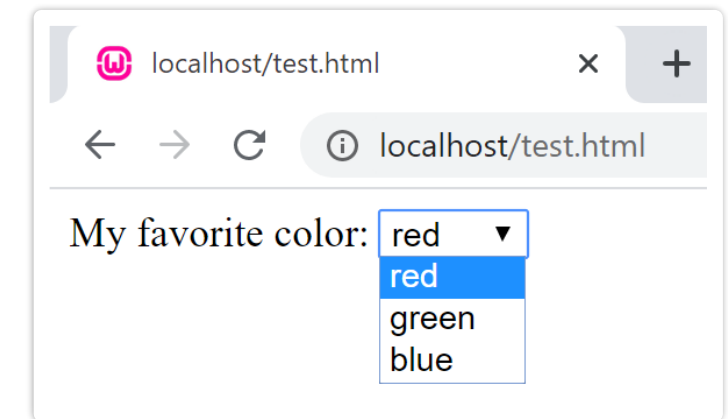 localhost/test.html
localhost/test.html
My favorite color: red
red
green
blue